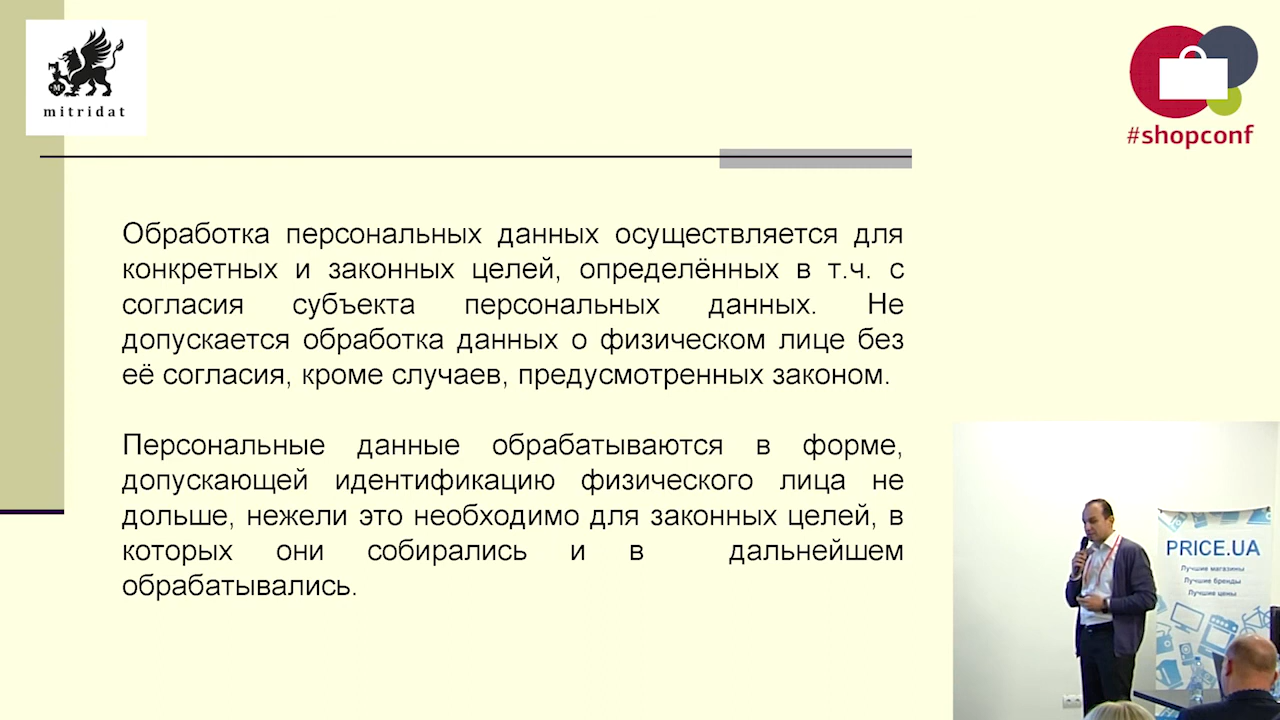 mitridat
#shopconf
Обработка персональных данных осуществляется для
конкретных и законных целей, определённых в т.ч. с
согласия субъекта персональных данных. Не
допускается обработка данных о физическом лице без
её согласия, кроме случаев, предусмотренных законом.
Персональные данные обрабатываются в форме,
допускающей идентификацию физического лица не
дольше, нежели это необходимо для законных целей, в
которых они собирались и в дальнейшем
обрабатывались.
PRICE.UA
Лучшие магазины
Лучшие бренды
Лучшие цены